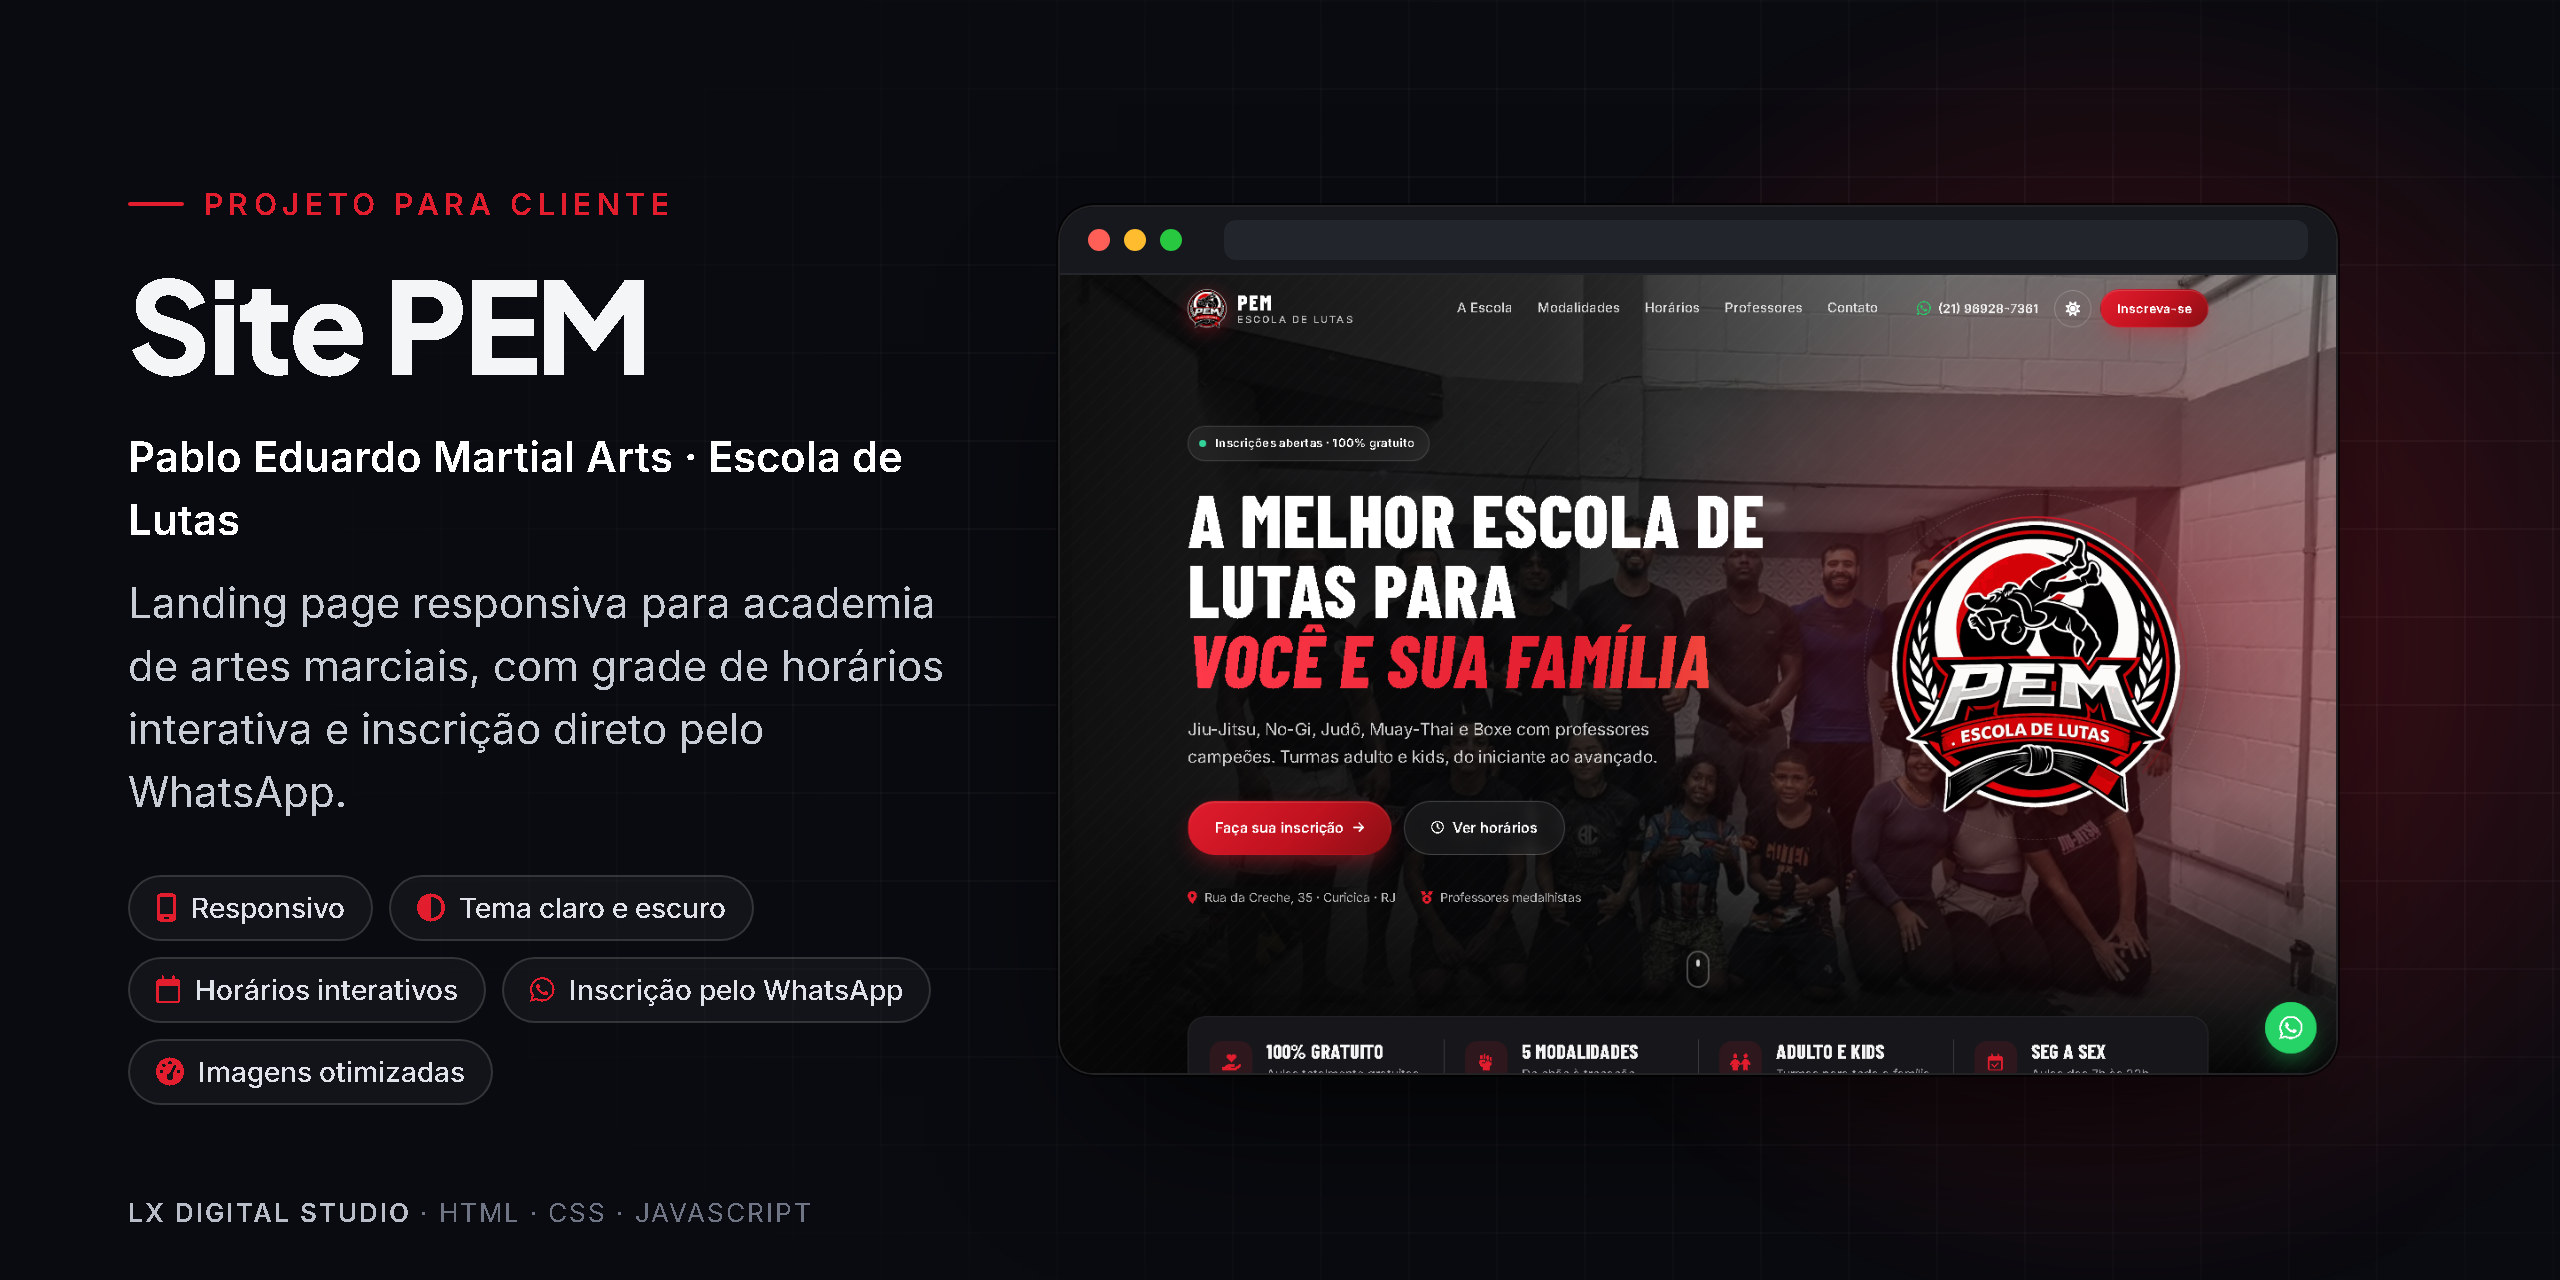 PROJETO PARA CLIENTE
Site PEM
Pablo Eduardo Martial Arts · Escola de
Lutas
Landing page responsiva para academia
de artes marciais, com grade de horários
interativa e inscrição direto pelo
WhatsApp.
Responsivo
Tema claro e escuro
Horários interativos
Inscrição pelo WhatsApp
Imagens otimizadas
LX DIGITAL STUDIO · HTML · CSS · JAVASCRIPT
PEM
ESCOLA DE LUTAS
A Escola
Modalidades
Horários
Professores
Contato
(21) 96928-7361
Inscreva-se
Inscrições abertas · 100% gratuito
A MELHOR ESCOLA DE
LUTAS PARA
VOCÊ E SUA FAMÍLIA
Jiu-Jitsu, No-Gi, Judô, Muay-Thai e Boxe com professores
campeões. Turmas adulto e kids, do iniciante ao avançado.
Faça sua inscrição →
Ver horários
Rua da Creche, 35 · Curicica · RJ
Professores medalhistas
PEM
. ESCOLA DE LUTAS
100% GRATUITO
5 MODALIDADES
ADULTO E KIDS
SEG A SEX